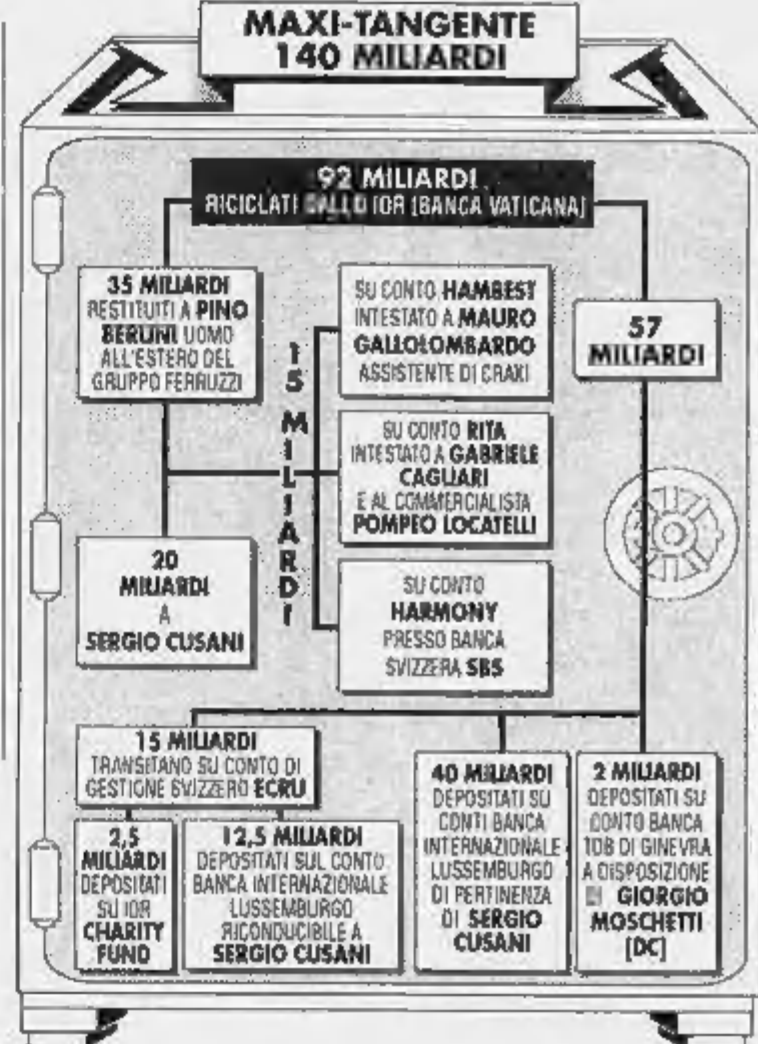 MAXI-TANGENTE
140 MILIARDI
92 MILIARDI
RICICLATI DALLO IOR [BANCA VATICANA]
35 MILIARDI
RESTITUITI A PINO
BERLINI UOMO
ALL'ESTERO DEL
GRUPPO FERRUZZI
15 MILIARDI
SU CONTO HAMBEST
INTESTATO A MAURO
GALLOLOMBARDO
ASSISTENTE DI CRAXI
57
MILIARDI
SU CONTO RITA
INTESTATO A GABRIELE
CAGLIARI
E AL COMMERCIALISTA
POMPEO LOCATELLI
20
MILIARDI
A
SERGIO CUSANI
SU CONTO
HARMONY
PRESSO BANCA
SVIZZERA SBS
15 MILIARDI
TRANSITANO SU CONTO DI
GESTIONE SVIZZERO ECRU
2,5
MILIARDI
DEPOSITATI
SU IOR
CHARITY
FUND
12,5 MILIARDI
DEPOSITATI SUL CONTO
BANCA INTERNAZIONALE
LUSSEMBURGO
RICONDUCIBILE A
SERGIO CUSANI
40 MILIARDI
DEPOSITATI SU
CONTI BANCA
INTERNAZIONALE
LUSSEMBURGO
DI PERTINENZA
DI SERGIO
CUSANI
2 MILIARDI
DEPOSITATI SU
CONTO BANCA
TDB DI GINEVRA
A DISPOSIZIONE
DI GIORGIO
MOSCHETTI
[DC]